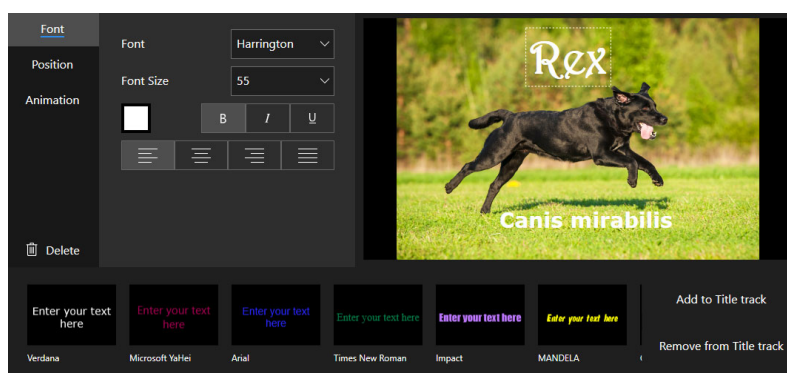 Font
Position
Animation
Delete
Font
Harrington
Font Size
55
B I U
Rex
Canis mirabilis
Enter your text
here
Verdana
Enter your text
here
Microsoft YaHei
Enter your text
here
Arial
Enter your text here
Times New Roman
Enter your text here
Impact
Enter your text here
MANDELA
Add to Title track
Remove from Title track